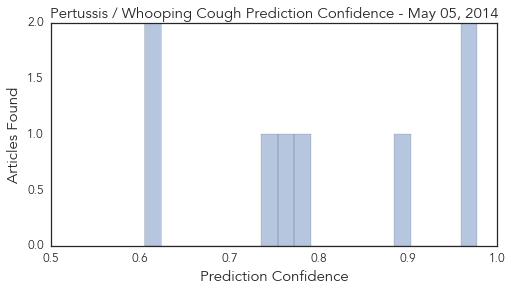 Pertussis / Whooping Cough Prediction Confidence - May 05, 2014
2.0
1.5
1.0
0.5
0.0
Articles Found
0.5 0.6 0.7 0.8 0.9 1.0
Prediction Confidence